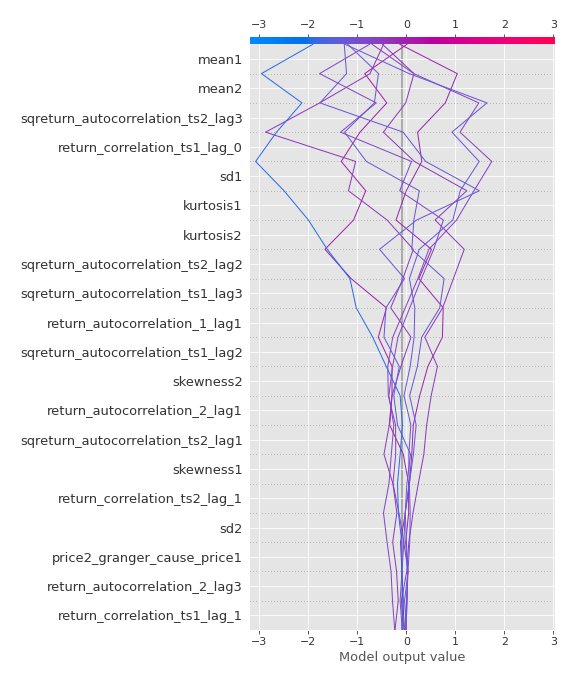 −3 −2 −1 0 1 2 3
mean1
mean2
sqreturn_autocorrelation_ts2_lag3
return_correlation_ts1_lag_0
sd1
kurtosis1
kurtosis2
sqreturn_autocorrelation_ts2_lag2
sqreturn_autocorrelation_ts1_lag3
return_autocorrelation_1_lag1
sqreturn_autocorrelation_ts1_lag2
skewness2
return_autocorrelation_2_lag1
sqreturn_autocorrelation_ts2_lag1
skewness1
return_correlation_ts2_lag_1
sd2
price2_granger_cause_price1
return_autocorrelation_2_lag3
return_correlation_ts1_lag_1
−3 −2 −1 0 1 2 3
Model output value